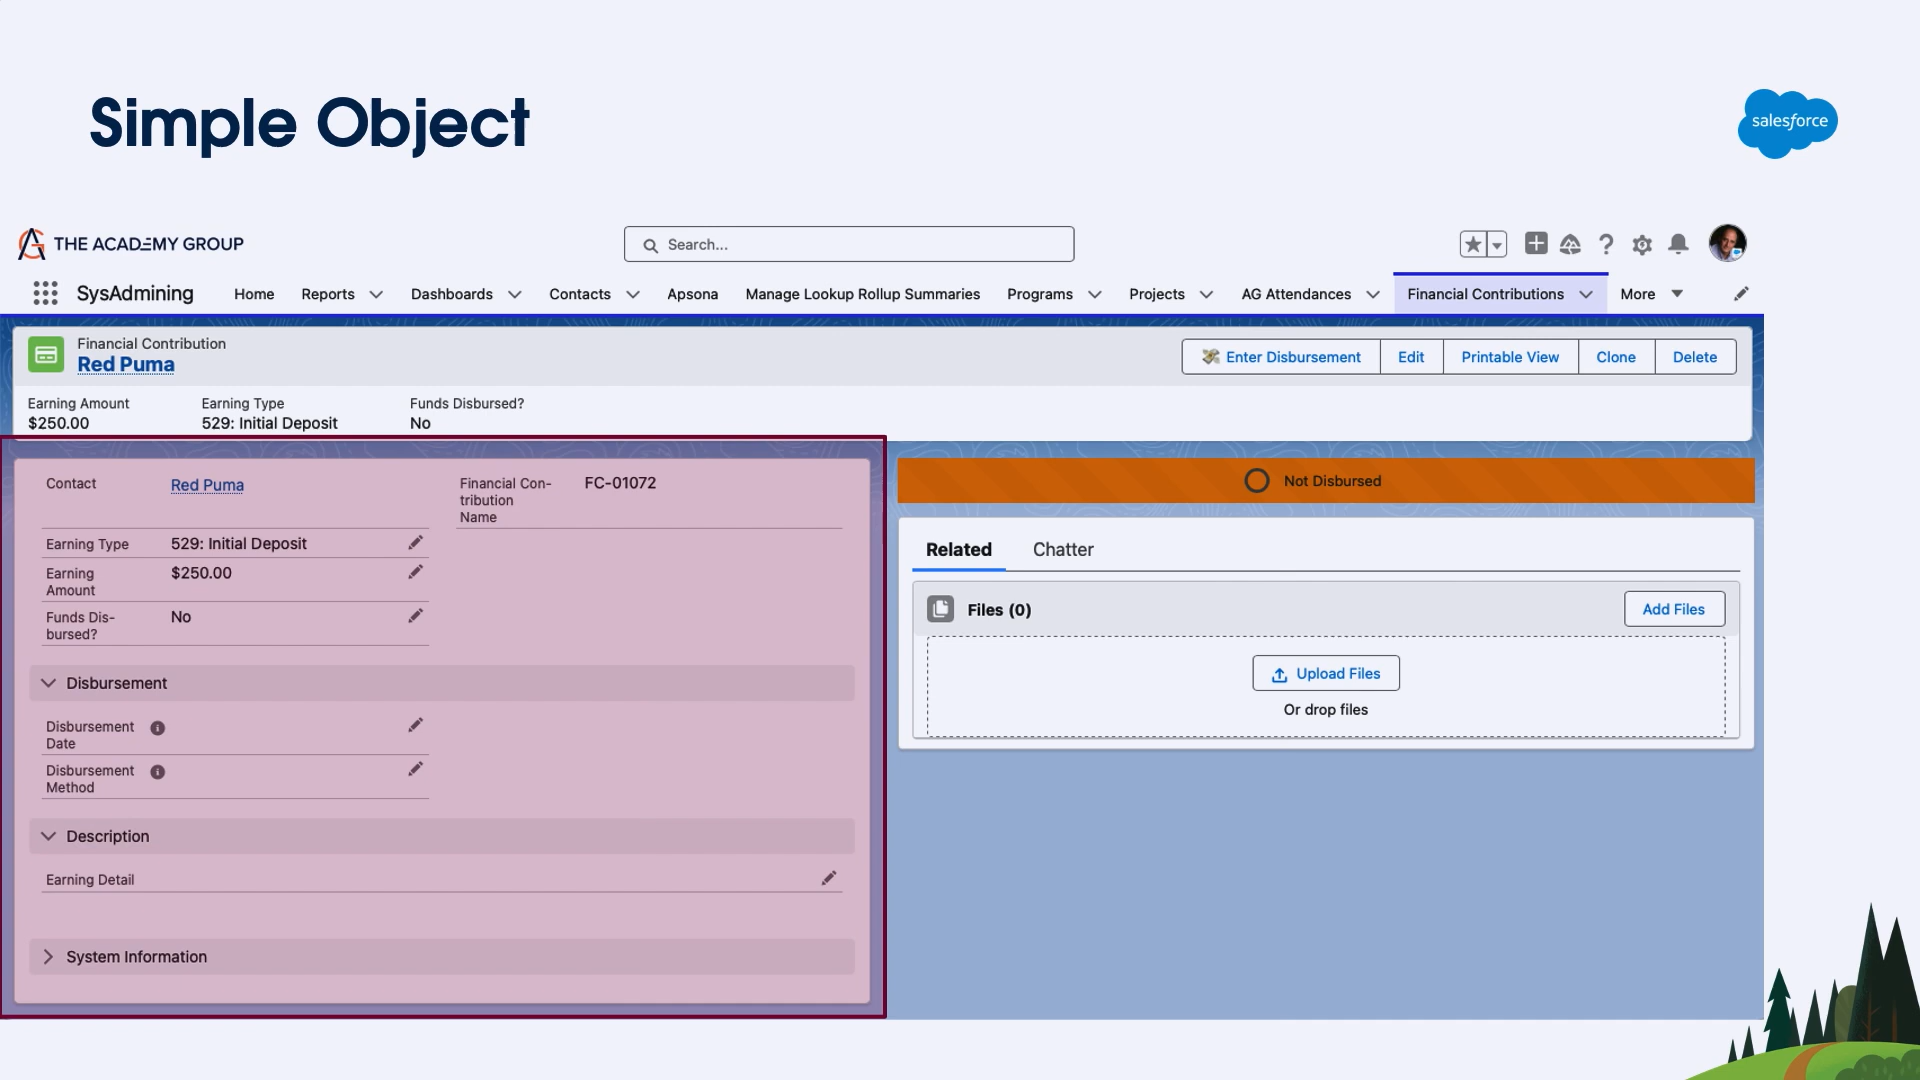 Simple Object
salesforce
THE ACADEMY GROUP
Search...
SysAdmining Home Reports Dashboards Contacts Apsona Manage Lookup Rollup Summaries Programs Projects AG Attendances Financial Contributions More
Financial Contribution
Red Puma
Enter Disbursement Edit Printable View Clone Delete
Earning Amount Earning Type Funds Disbursed?
$250.00 529: Initial Deposit No
Contact Red Puma
Financial Con-
tribution
Name
FC-01072
Earning Type 529: Initial Deposit
Earning
Amount
$250.00
Funds Dis-
bursed?
No
Disbursement
Disbursement
Date
Disbursement
Method
Description
Earning Detail
System Information
Not Disbursed
Related Chatter
Files (0) Add Files
Upload Files
Or drop files